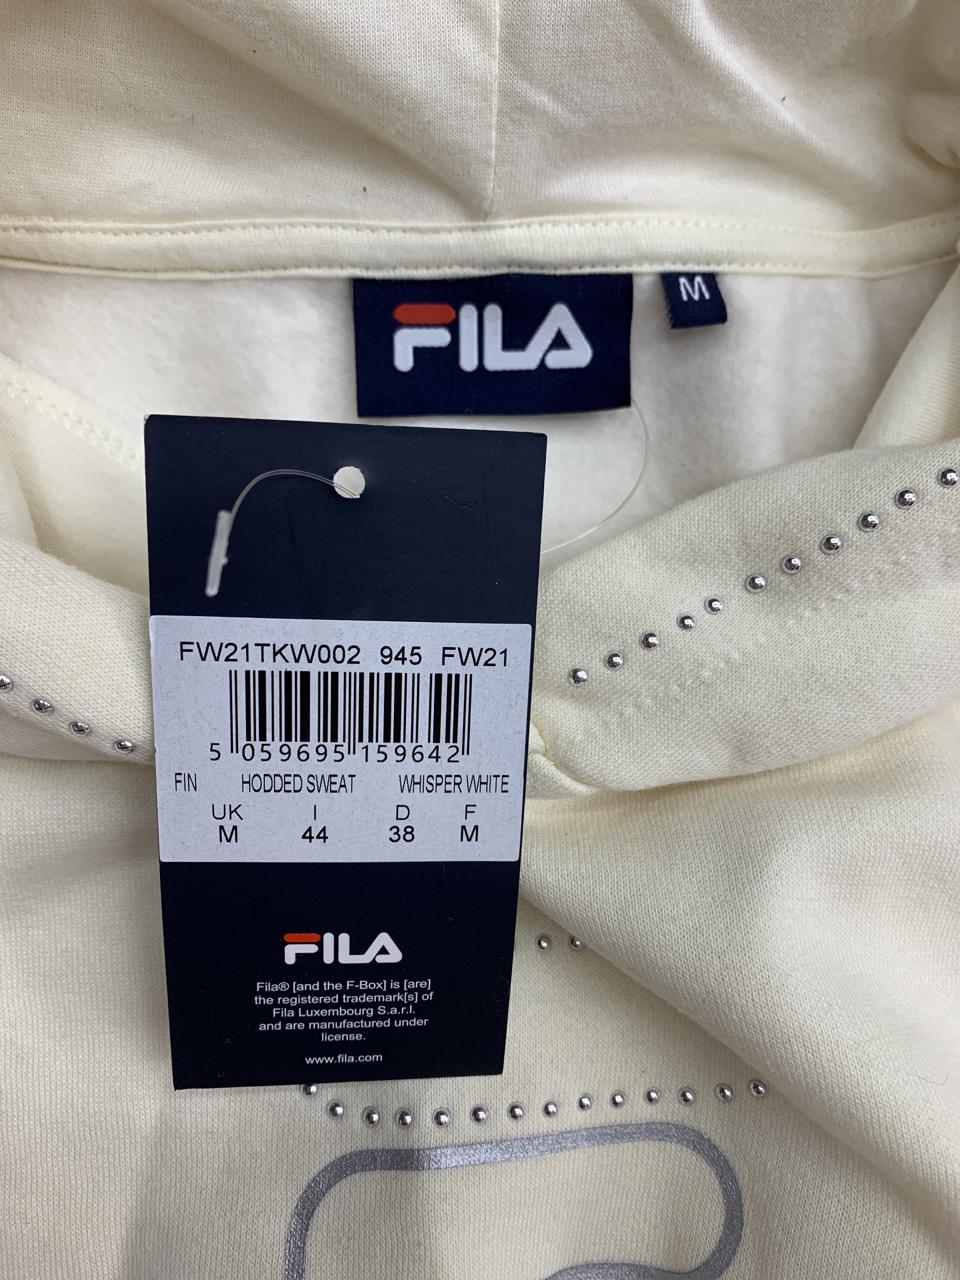 FILA
M
FW21TKW002 945 FW21
5 059695 159642
FIN HODDED SWEAT WHISPER WHITE
UK I D F
M 44 38 M
FILA
Fila® [and the F-Box] is [are]
the registered trademark[s] of
Fila Luxembourg S.a.r.l.
and are manufactured under
license.
www.fila.com